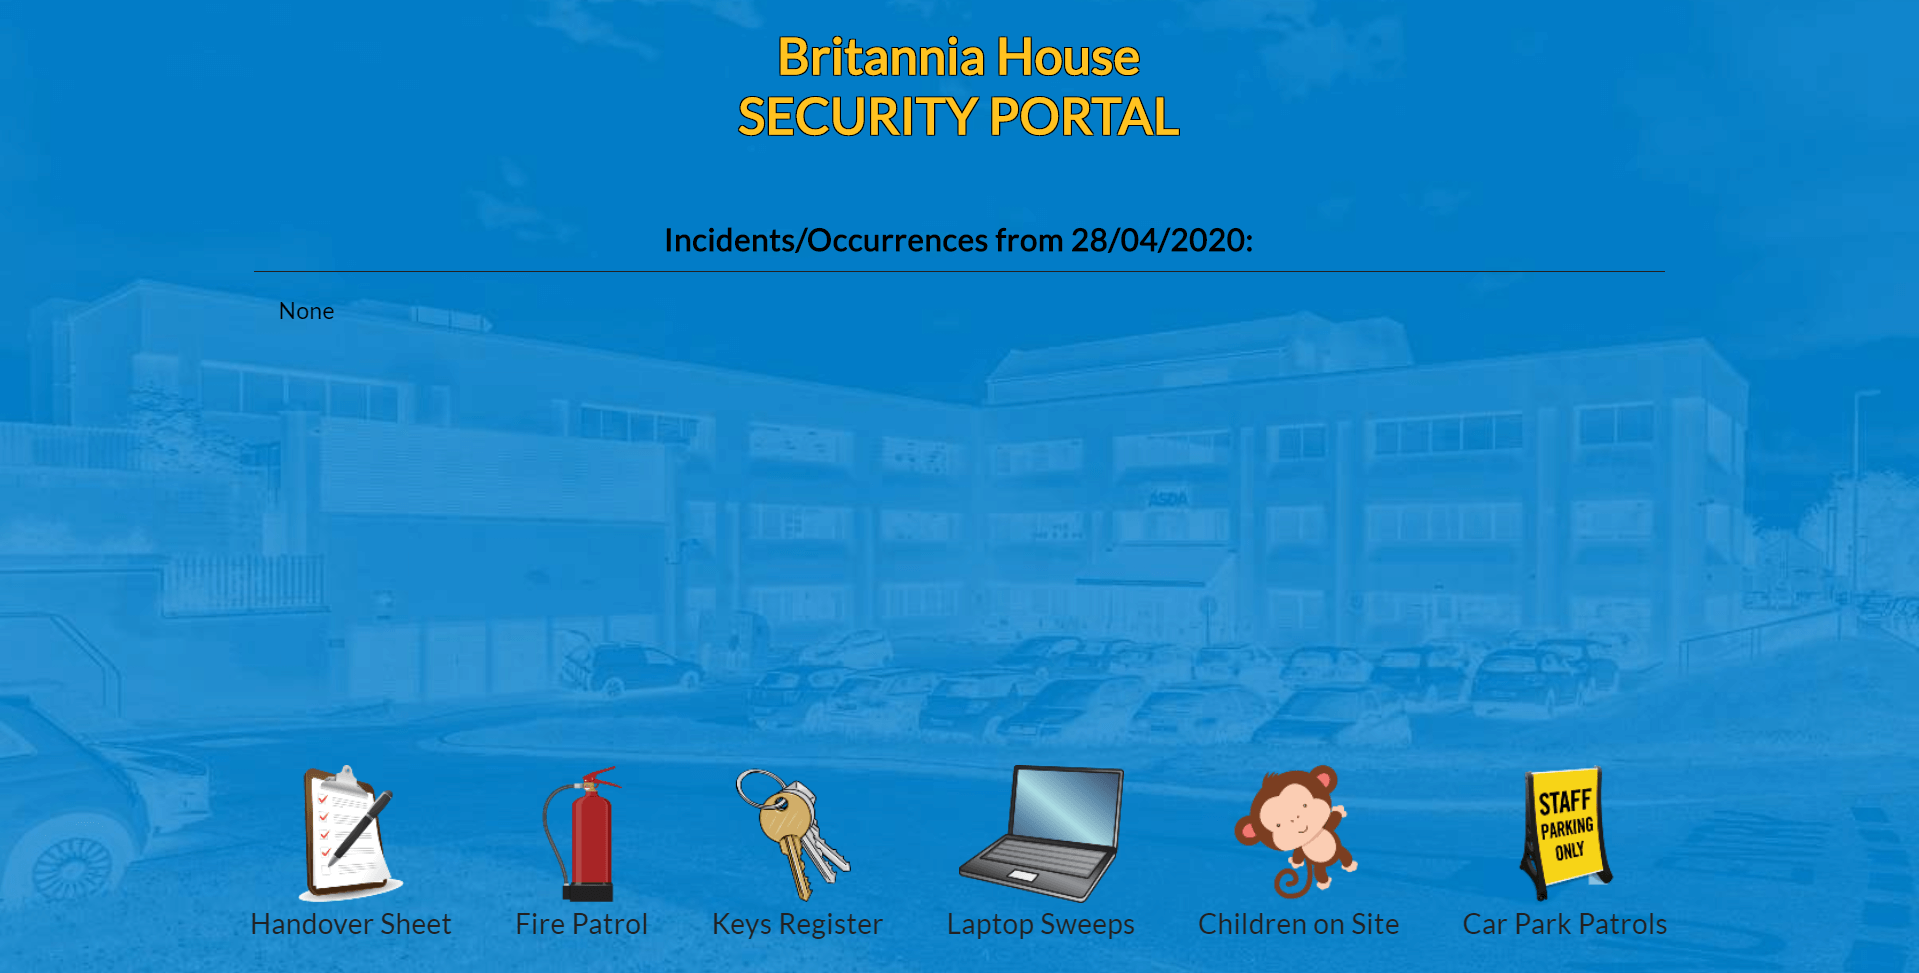 Britannia House
SECURITY PORTAL
Incidents/Occurrences from 28/04/2020:
None
ASDA
STAFF
PARKING
ONLY
Handover Sheet
Fire Patrol
Keys Register
Laptop Sweeps
Children on Site
Car Park Patrols